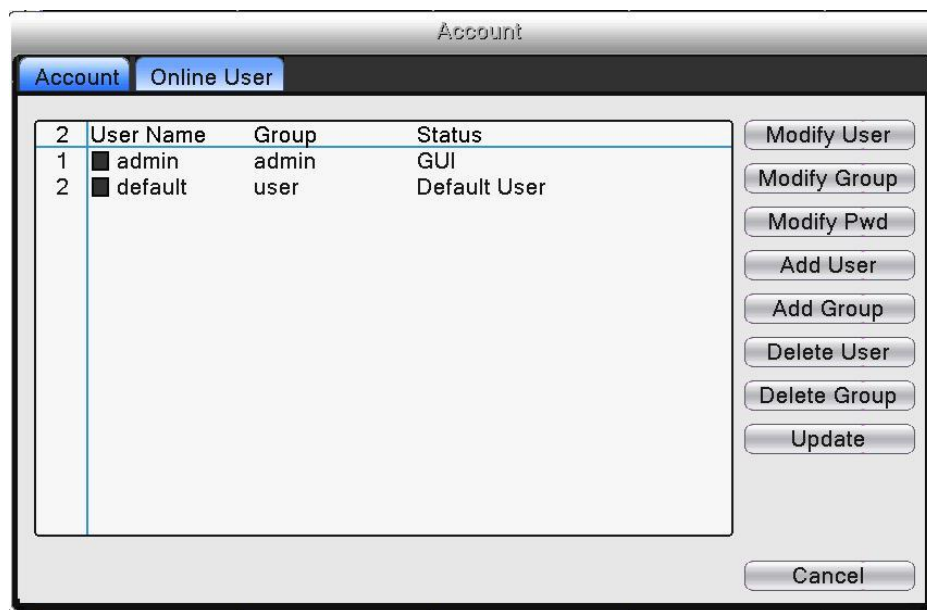 Account
Account Online User
2 User Name Group Status
1 admin admin GUI
2 default user Default User
Modify User
Modify Group
Modify Pwd
Add User
Add Group
Delete User
Delete Group
Update
Cancel